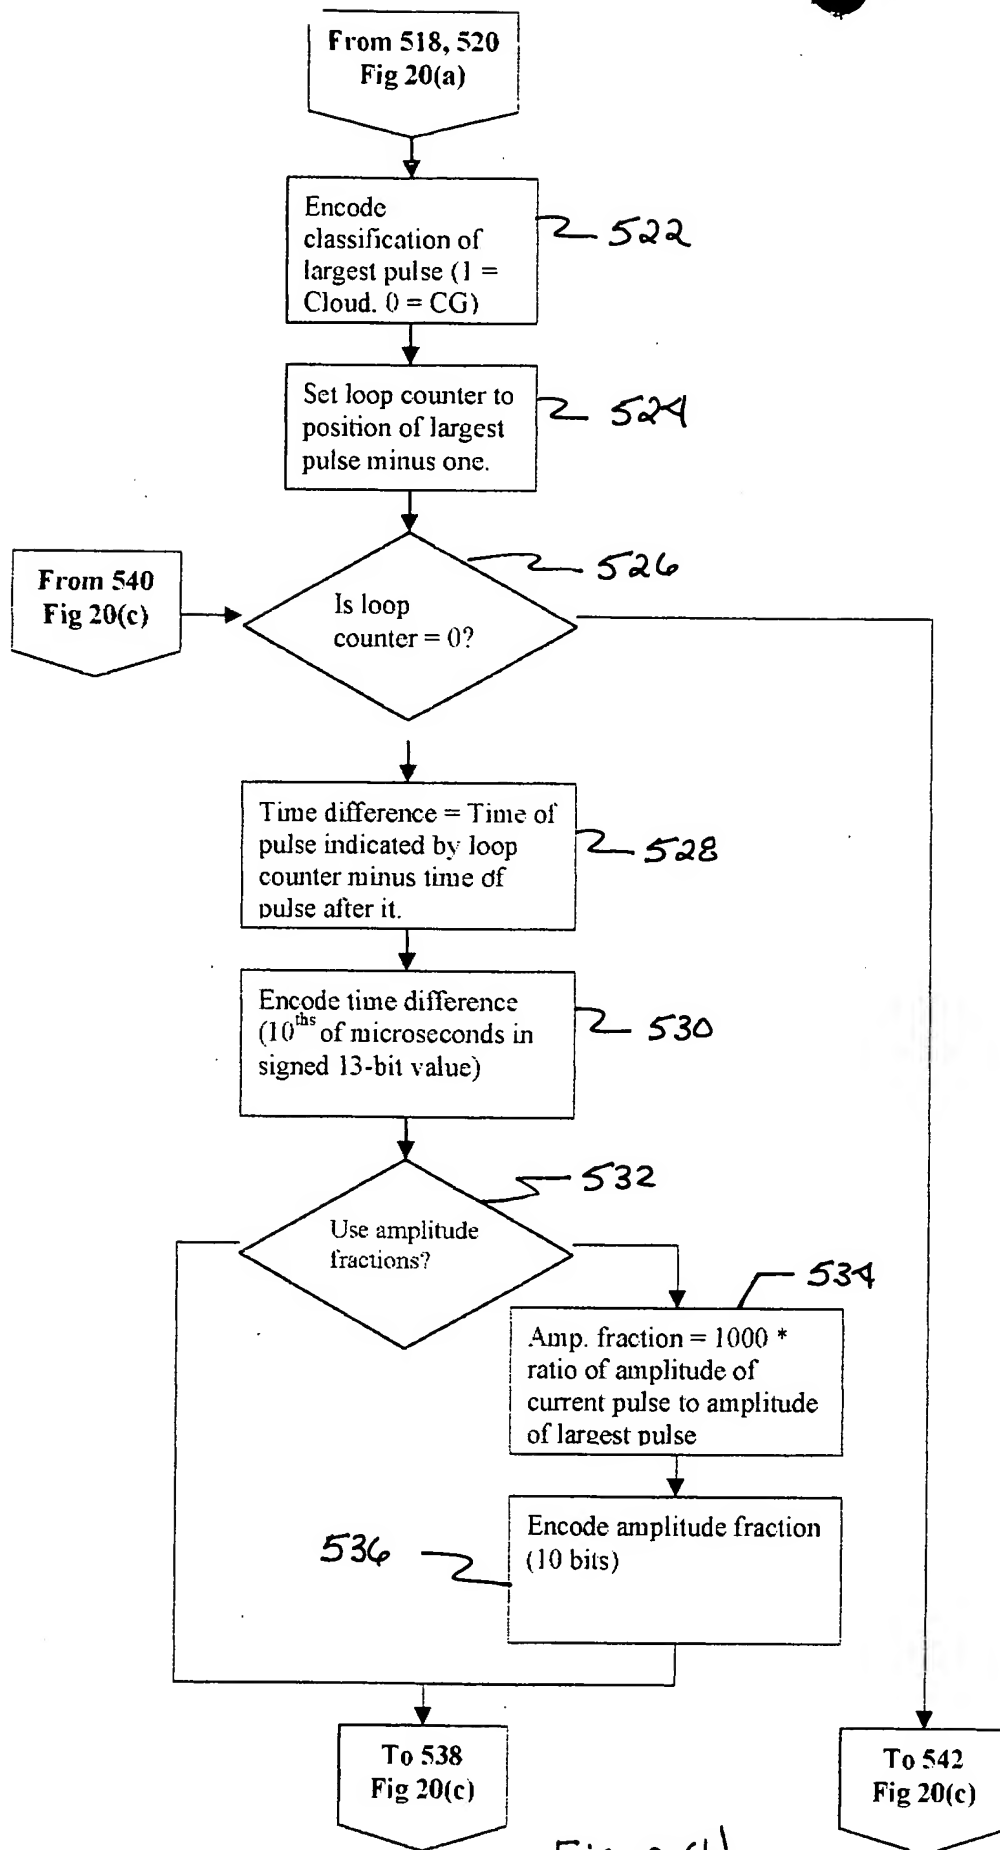 From 518, 520
Fig 20(a)
Encode
classification of
largest pulse (1 =
Cloud. 0 = CG)
522
Set loop counter to
position of largest
pulse minus one.
524
From 540
Fig 20(c)
Is loop
counter = 0?
526
Time difference = Time of
pulse indicated by loop
counter minus time of
pulse after it.
528
Encode time difference
(10ths of microseconds in
signed 13-bit value)
530
Use amplitude
fractions?
532
534
Amp. fraction = 1000 *
ratio of amplitude of
current pulse to amplitude
of largest pulse
Encode amplitude fraction
(10 bits)
536
To 538
Fig 20(c)
To 542
Fig 20(c)